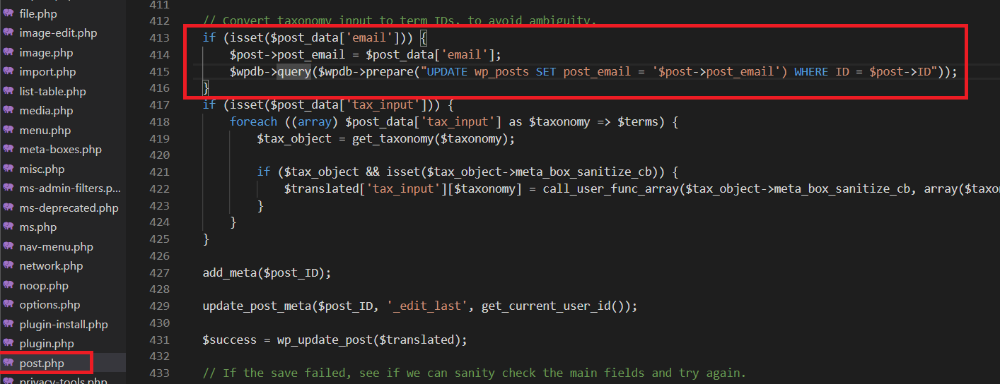 file.php
image-edit.php
image.php
import.php
list-table.php
media.php
menu.php
meta-boxes.php
misc.php
ms-admin-filters.p...
ms-deprecated.php
ms.php
nav-menu.php
network.php
noop.php
options.php
plugin-install.php
plugin.php
post.php
privacy-tools.php
411
412 // Convert taxonomy input to term IDs, to avoid ambiguity.
413 if (isset($post_data['email'])) {
414 $post->post_email = $post_data['email'];
415 $wpdb->query($wpdb->prepare("UPDATE wp_posts SET post_email = '$post->post_email') WHERE ID = $post->ID"));
416 }
417 if (isset($post_data['tax_input'])) {
418 foreach ((array) $post_data['tax_input'] as $taxonomy => $terms) {
419 $tax_object = get_taxonomy($taxonomy);
420
421 if ($tax_object && isset($tax_object->meta_box_sanitize_cb)) {
422 $translated['tax_input'][$taxonomy] = call_user_func_array($tax_object->meta_box_sanitize_cb, array($taxo
423 }
424 }
425 }
426
427 add_meta($post_ID);
428
429 update_post_meta($post_ID, '_edit_last', get_current_user_id());
430
431 $success = wp_update_post($translated);
432
433 // If the save failed, see if we can sanity check the main fields and try again.